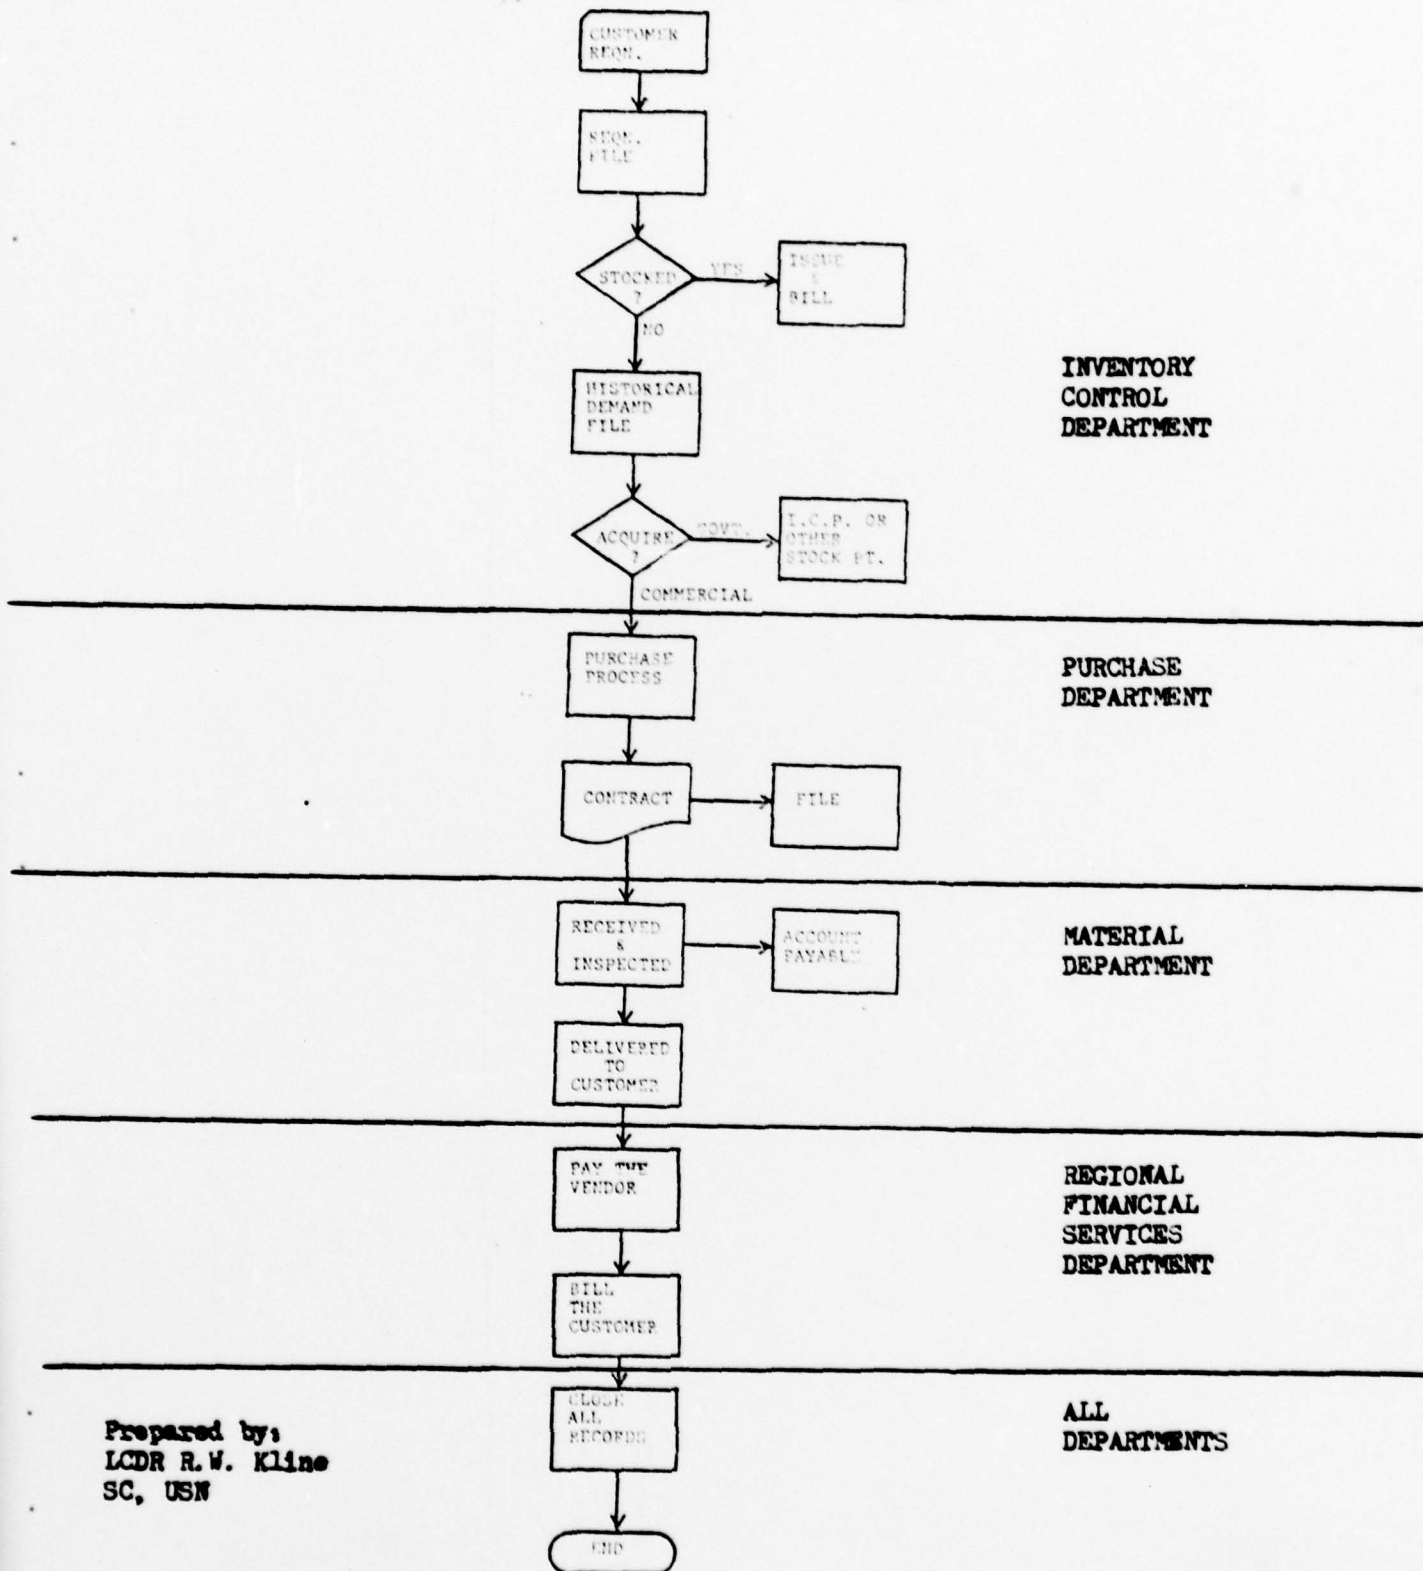 CUSTOMER
REQN.
REQN.
FILE
STOCKED
?
YES
ISSUE
&
BILL
NO
HISTORICAL
DEMAND
FILE
INVENTORY
CONTROL
DEPARTMENT
ACQUIRE
?
GOVT.
I.C.P. OR
OTHER
STOCK PT.
COMMERCIAL
PURCHASE
PROCESS
PURCHASE
DEPARTMENT
CONTRACT
FILE
RECEIVED
&
INSPECTED
ACCOUNT
PAYABLE
MATERIAL
DEPARTMENT
DELIVERED
TO
CUSTOMER
PAY THE
VENDOR
REGIONAL
FINANCIAL
SERVICES
DEPARTMENT
BILL
THE
CUSTOMER
CLOSE
ALL
RECORDS
ALL
DEPARTMENTS
Prepared by:
LCDR R.W. Kline
SC, USN
END